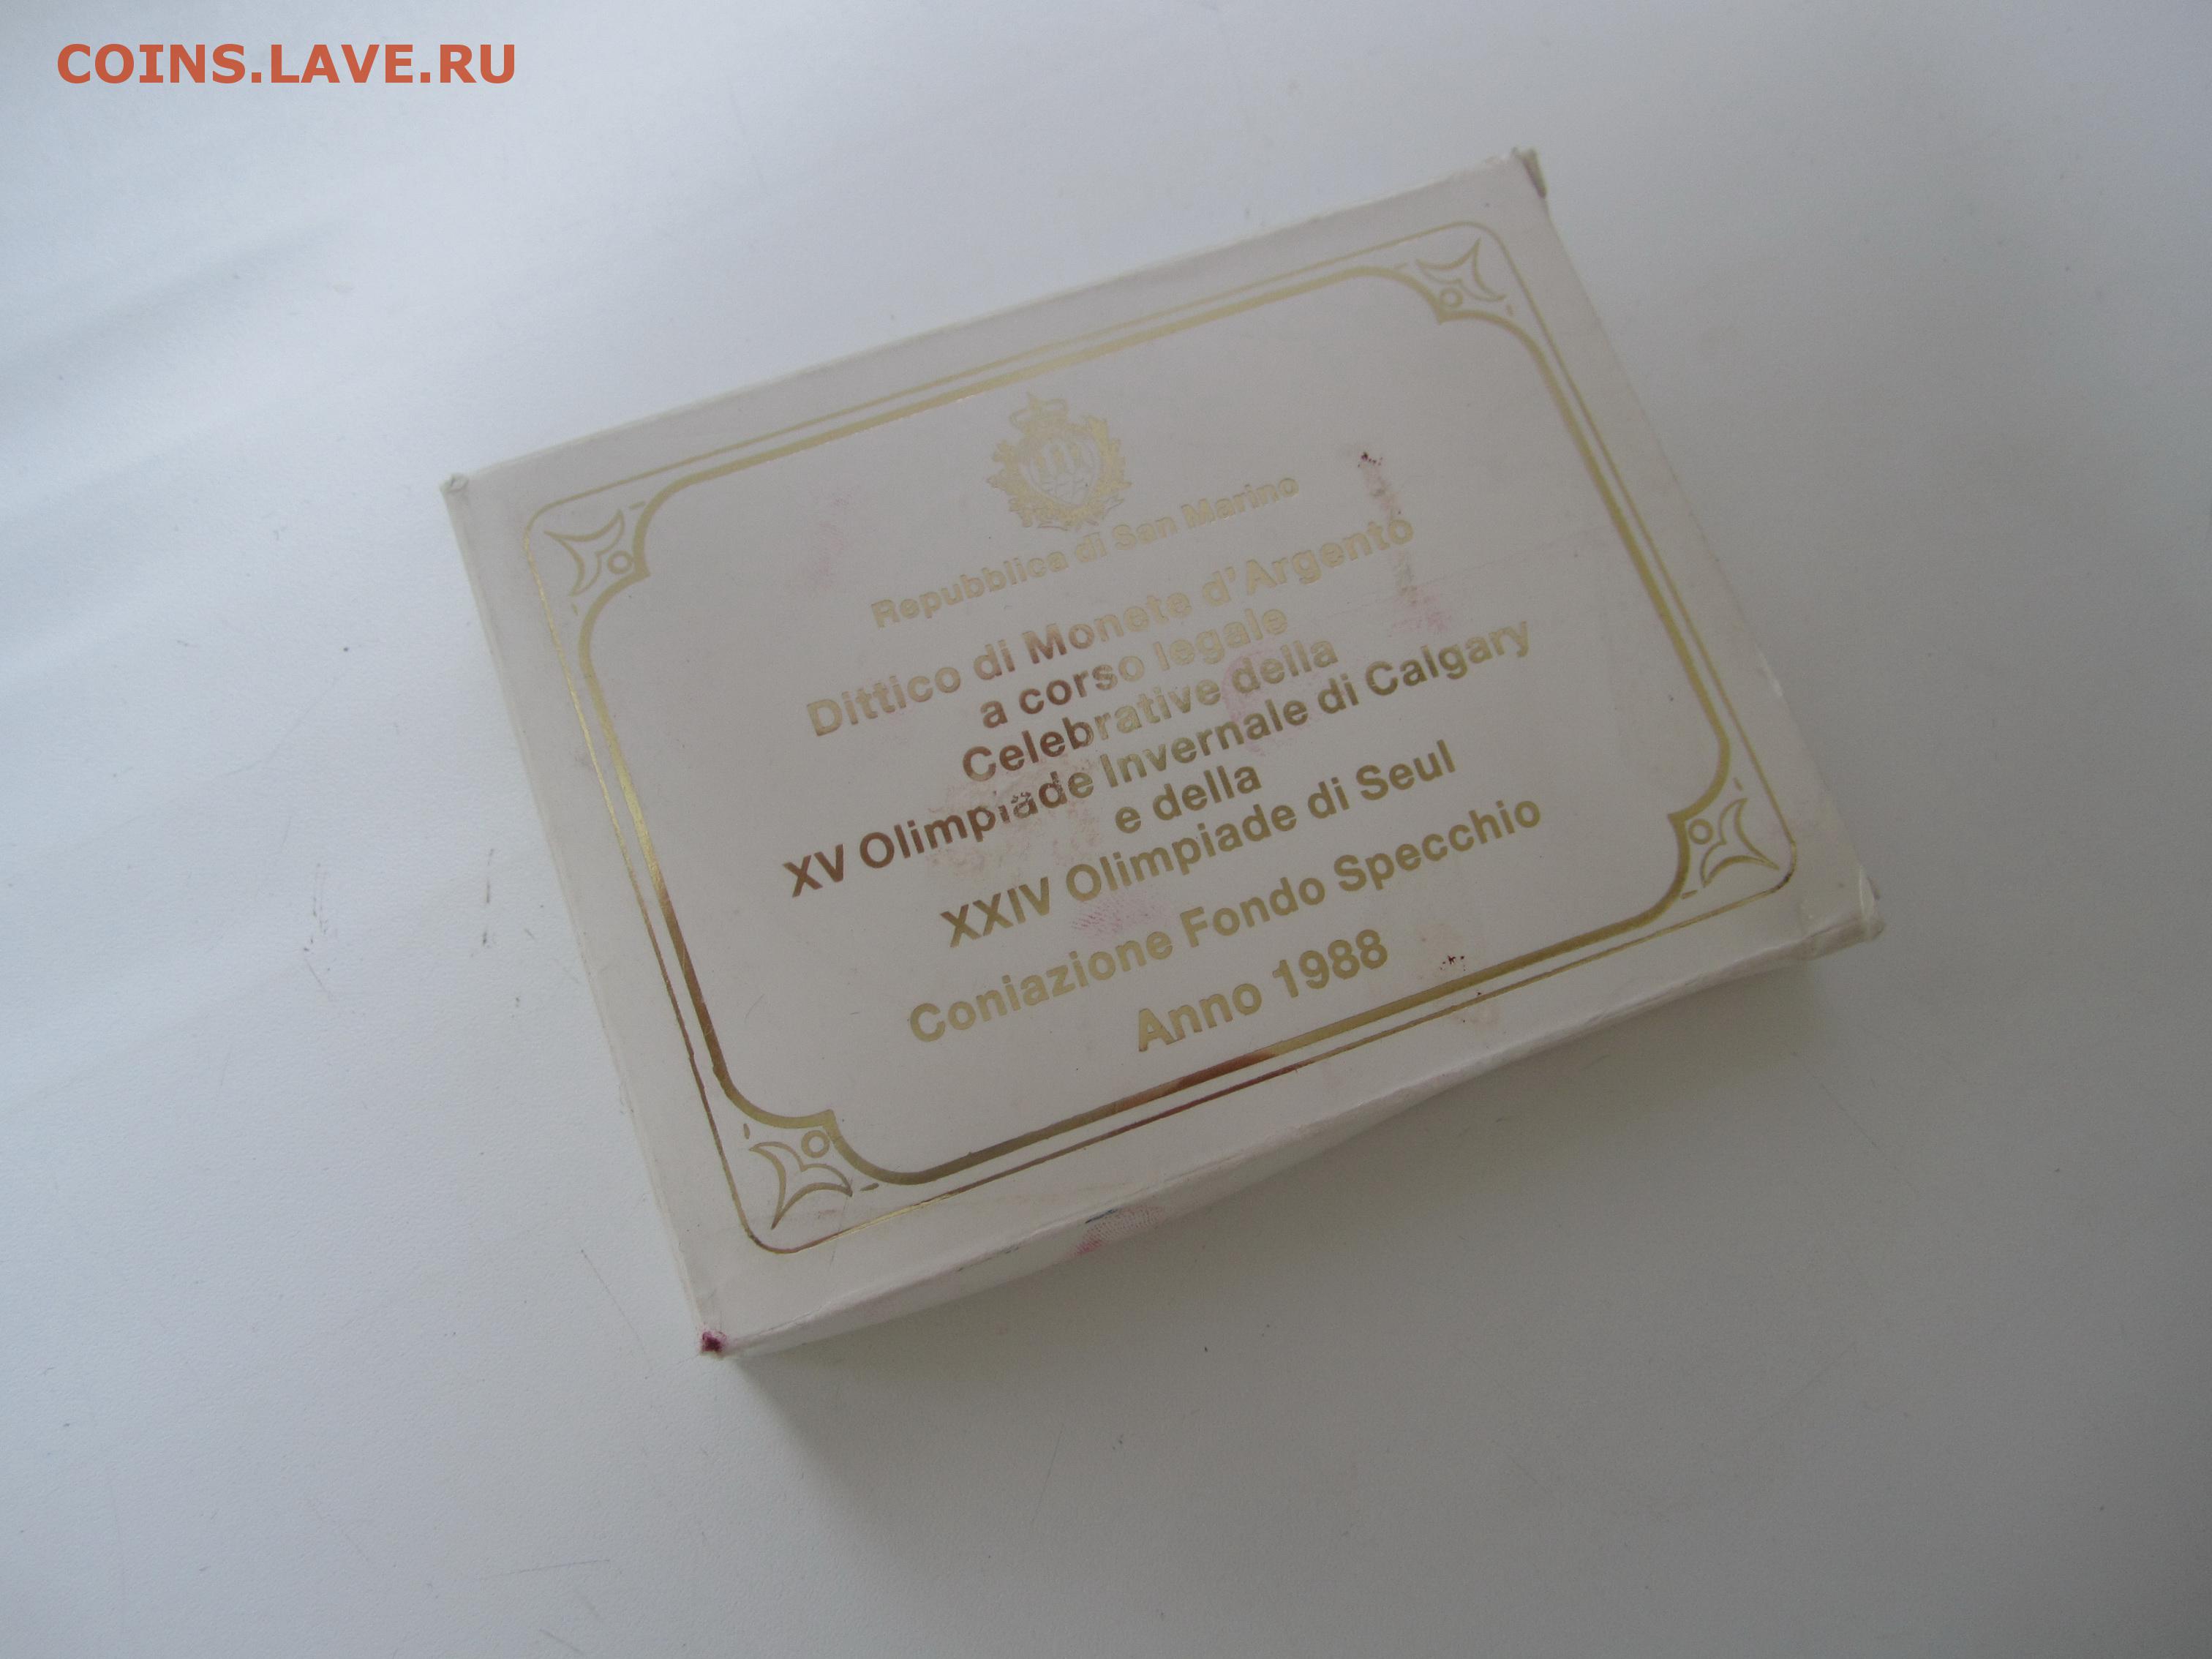 COINS.LAVE.RU
Repubblica di San Marino
Dittico di Monete d'Argento
a corso legale
Celebrative della
XV Olimpiade Invernale di Calgary
e della
XXIV Olimpiade di Seul
Coniazione Fondo Specchio
Anno 1988